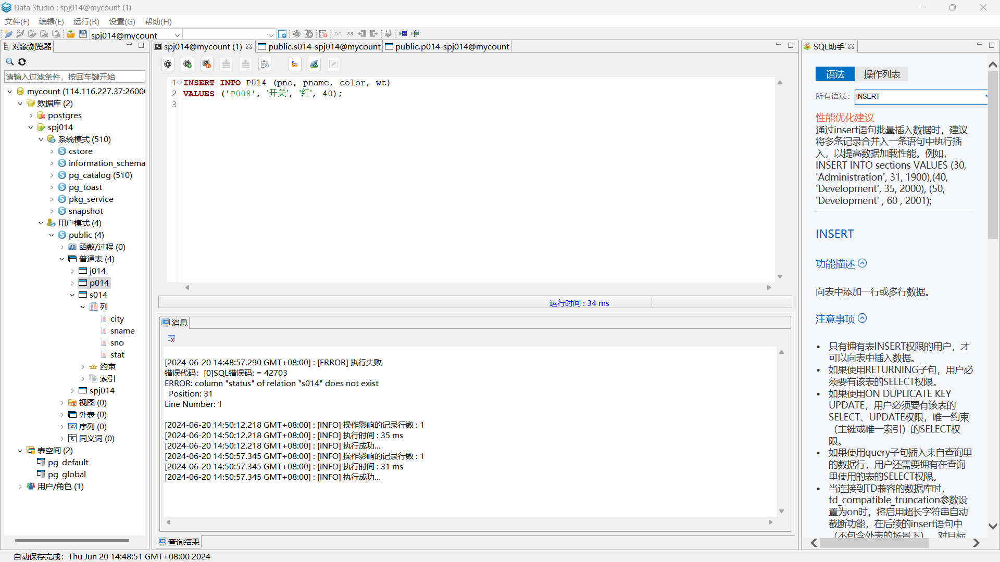 Data Studio : spj014@mycount (1)
文件(F) 编辑(E) 运行(R) 设置(G) 帮助(H)
spj014@mycount
对象浏览器
请输入过滤条件，按回车键开始
mycount (114.116.227.37:26000
数据库 (2)
postgres
spj014
系统模式 (510)
cstore
information_schema
pg_catalog (510)
pg_toast
pkg_service
snapshot
用户模式 (4)
public (4)
函数/过程 (0)
普通表 (4)
j014
p014
s014
列
city
sname
sno
stat
约束
索引
spj014
视图 (0)
外表 (0)
序列 (0)
同义词 (0)
表空间 (2)
pg_default
pg_global
用户/角色 (1)
spj014@mycount (1) public.s014-spj014@mycount public.p014-spj014@mycount
1 INSERT INTO P014 (pno, pname, color, wt)
2 VALUES ('P008', '开关', '红', 40);
3
运行时间 : 34 ms
消息
[2024-06-20 14:48:57.290 GMT+08:00] : [ERROR] 执行失败
错误代码：[0]SQL错误码: = 42703
ERROR: column "status" of relation "s014" does not exist
Position: 31
Line Number: 1
[2024-06-20 14:50:12.218 GMT+08:00] : [INFO] 操作影响的记录行数 : 1
[2024-06-20 14:50:12.218 GMT+08:00] : [INFO] 执行时间 : 35 ms
[2024-06-20 14:50:12.218 GMT+08:00] : [INFO] 执行成功...
[2024-06-20 14:50:57.345 GMT+08:00] : [INFO] 操作影响的记录行数 : 1
[2024-06-20 14:50:57.345 GMT+08:00] : [INFO] 执行时间 : 31 ms
[2024-06-20 14:50:57.345 GMT+08:00] : [INFO] 执行成功...
查询结果
SQL助手
语法 操作列表
所有语法: INSERT
性能优化建议
通过insert语句批量插入数据时，建议
将多条记录合并入一条语句中执行插
入，以提高数据加载性能。例如，
INSERT INTO sections VALUES (30,
'Administration', 31, 1900),(40,
'Development', 35, 2000), (50,
'Development' , 60 , 2001);
INSERT
功能描述
向表中添加一行或多行数据。
注意事项
• 只有拥有表INSERT权限的用户，才
可以向表中插入数据。
• 如果使用RETURNING子句，用户必
须要有该表的SELECT权限。
• 如果使用ON DUPLICATE KEY
UPDATE，用户必须要有该表的
SELECT、UPDATE权限，唯一约束
（主键或唯一索引）的SELECT权
限。
• 如果使用query子句插入来自查询里
的数据行，用户还需要拥有在查询
里使用的表的SELECT权限。
• 当连接到TD兼容的数据库时，
td_compatible_truncation参数设
置为on时，将启用超长字符串自动
截断功能，在后续的insert语句中
（不包含外表的场景下），对目标
自动保存完成：Thu Jun 20 14:48:51 GMT+08:00 2024